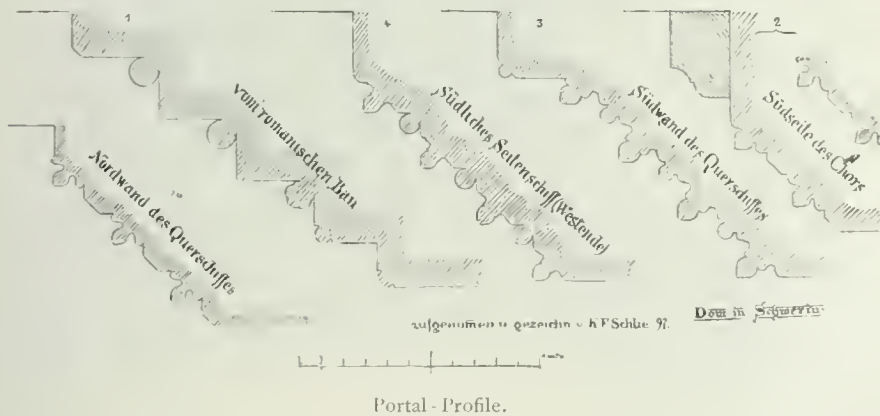 1
4
3
2
vom romanischen Bau
Südliches Seitenschiff (Westende)
Südwand des Querschiffes
Südseite des Chors
Nordwand des Querschiffes
aufgenommen u gezeichn v. h F Schlie 97.
Dom in Schwerin.
Portal-Profile.